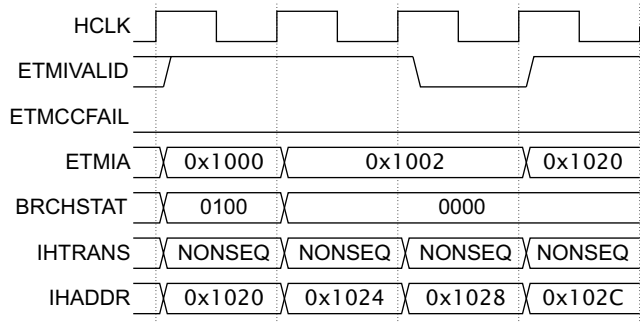 HCLK
ETMIVALID
ETMCCFAIL
ETMIA 0x1000 0x1002 0x1020
BRCHSTAT 0100 0000
IHTRANS NONSEQ NONSEQ NONSEQ NONSEQ
IHADDR 0x1020 0x1024 0x1028 0x102C